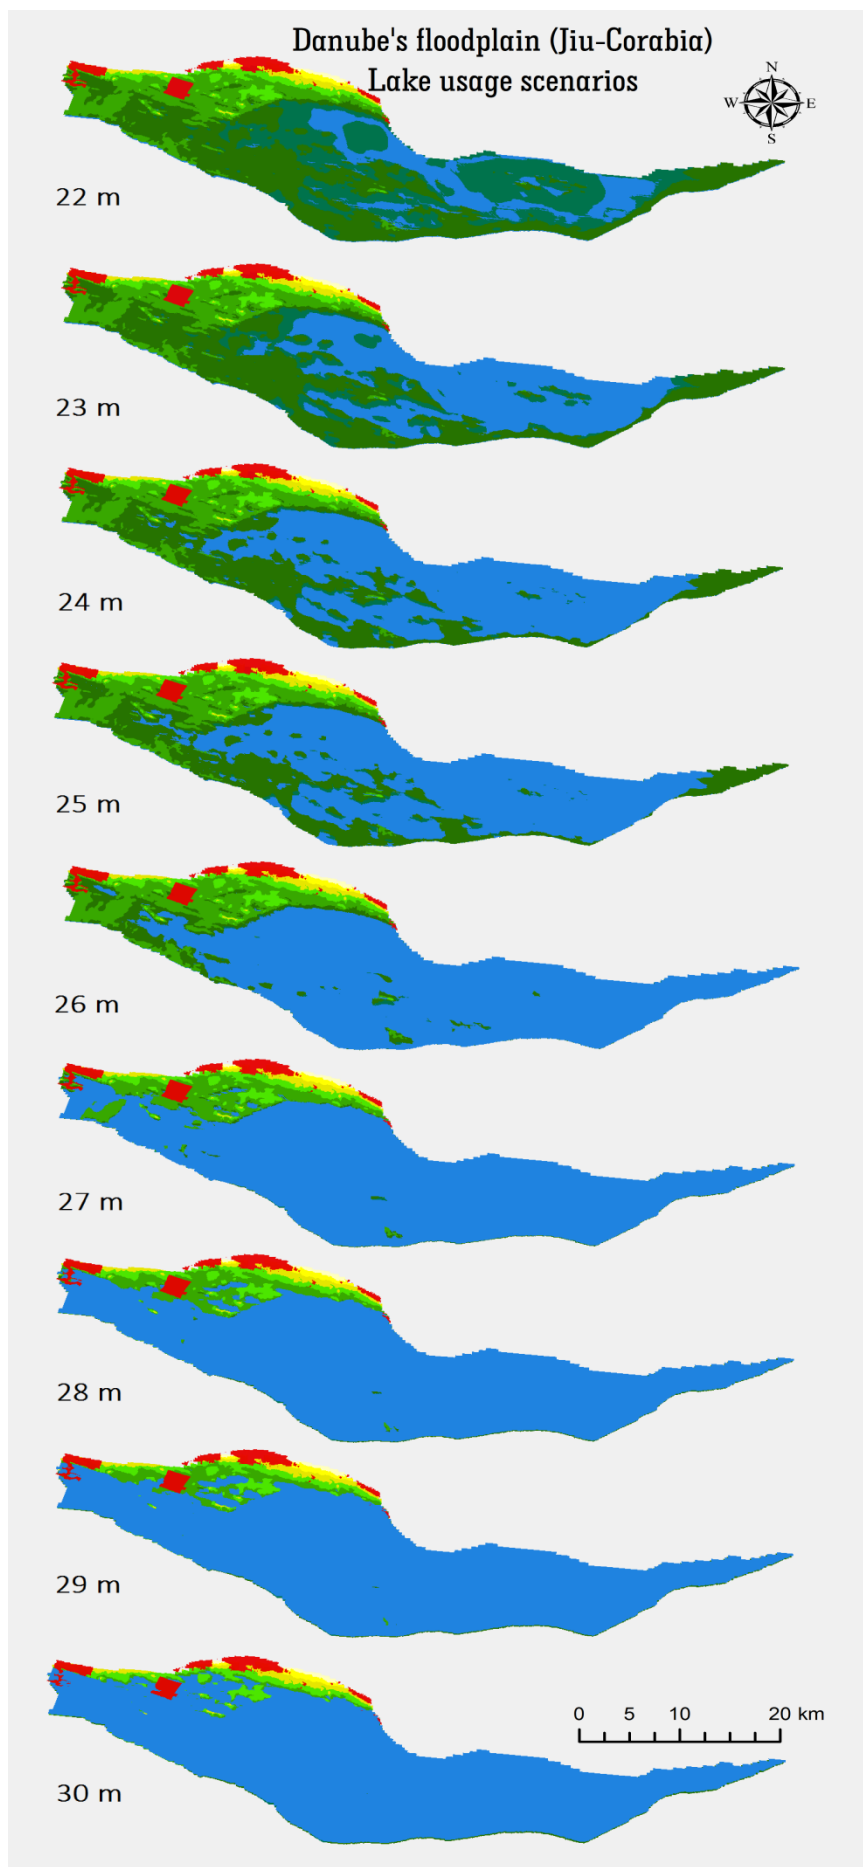 Danube's floodplain (Jiu-Corabia)
Lake usage scenarios
N
W E
S
22 m
23 m
24 m
25 m
26 m
27 m
28 m
29 m
30 m
0 5 10 20 km